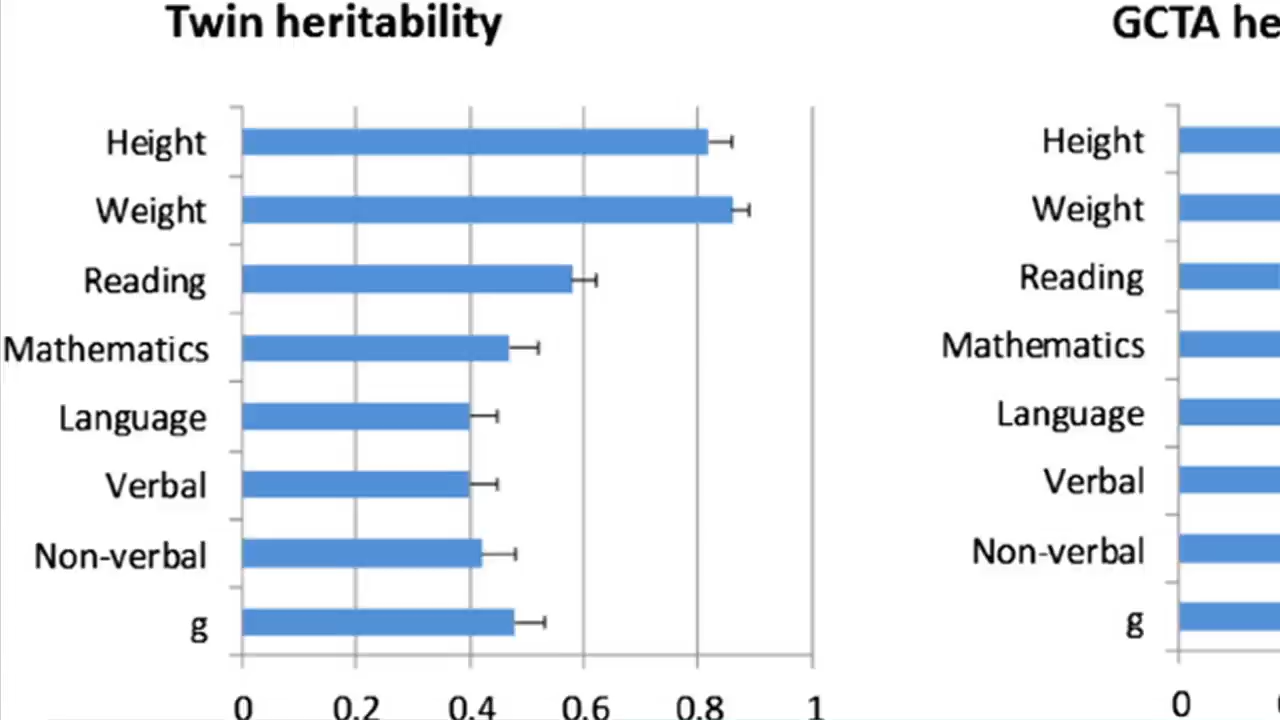 Twin heritability
Height
Weight
Reading
Mathematics
Language
Verbal
Non-verbal
g
0 0.2 0.4 0.6 0.8 1
GCTA he
Height
Weight
Reading
Mathematics
Language
Verbal
Non-verbal
g
0